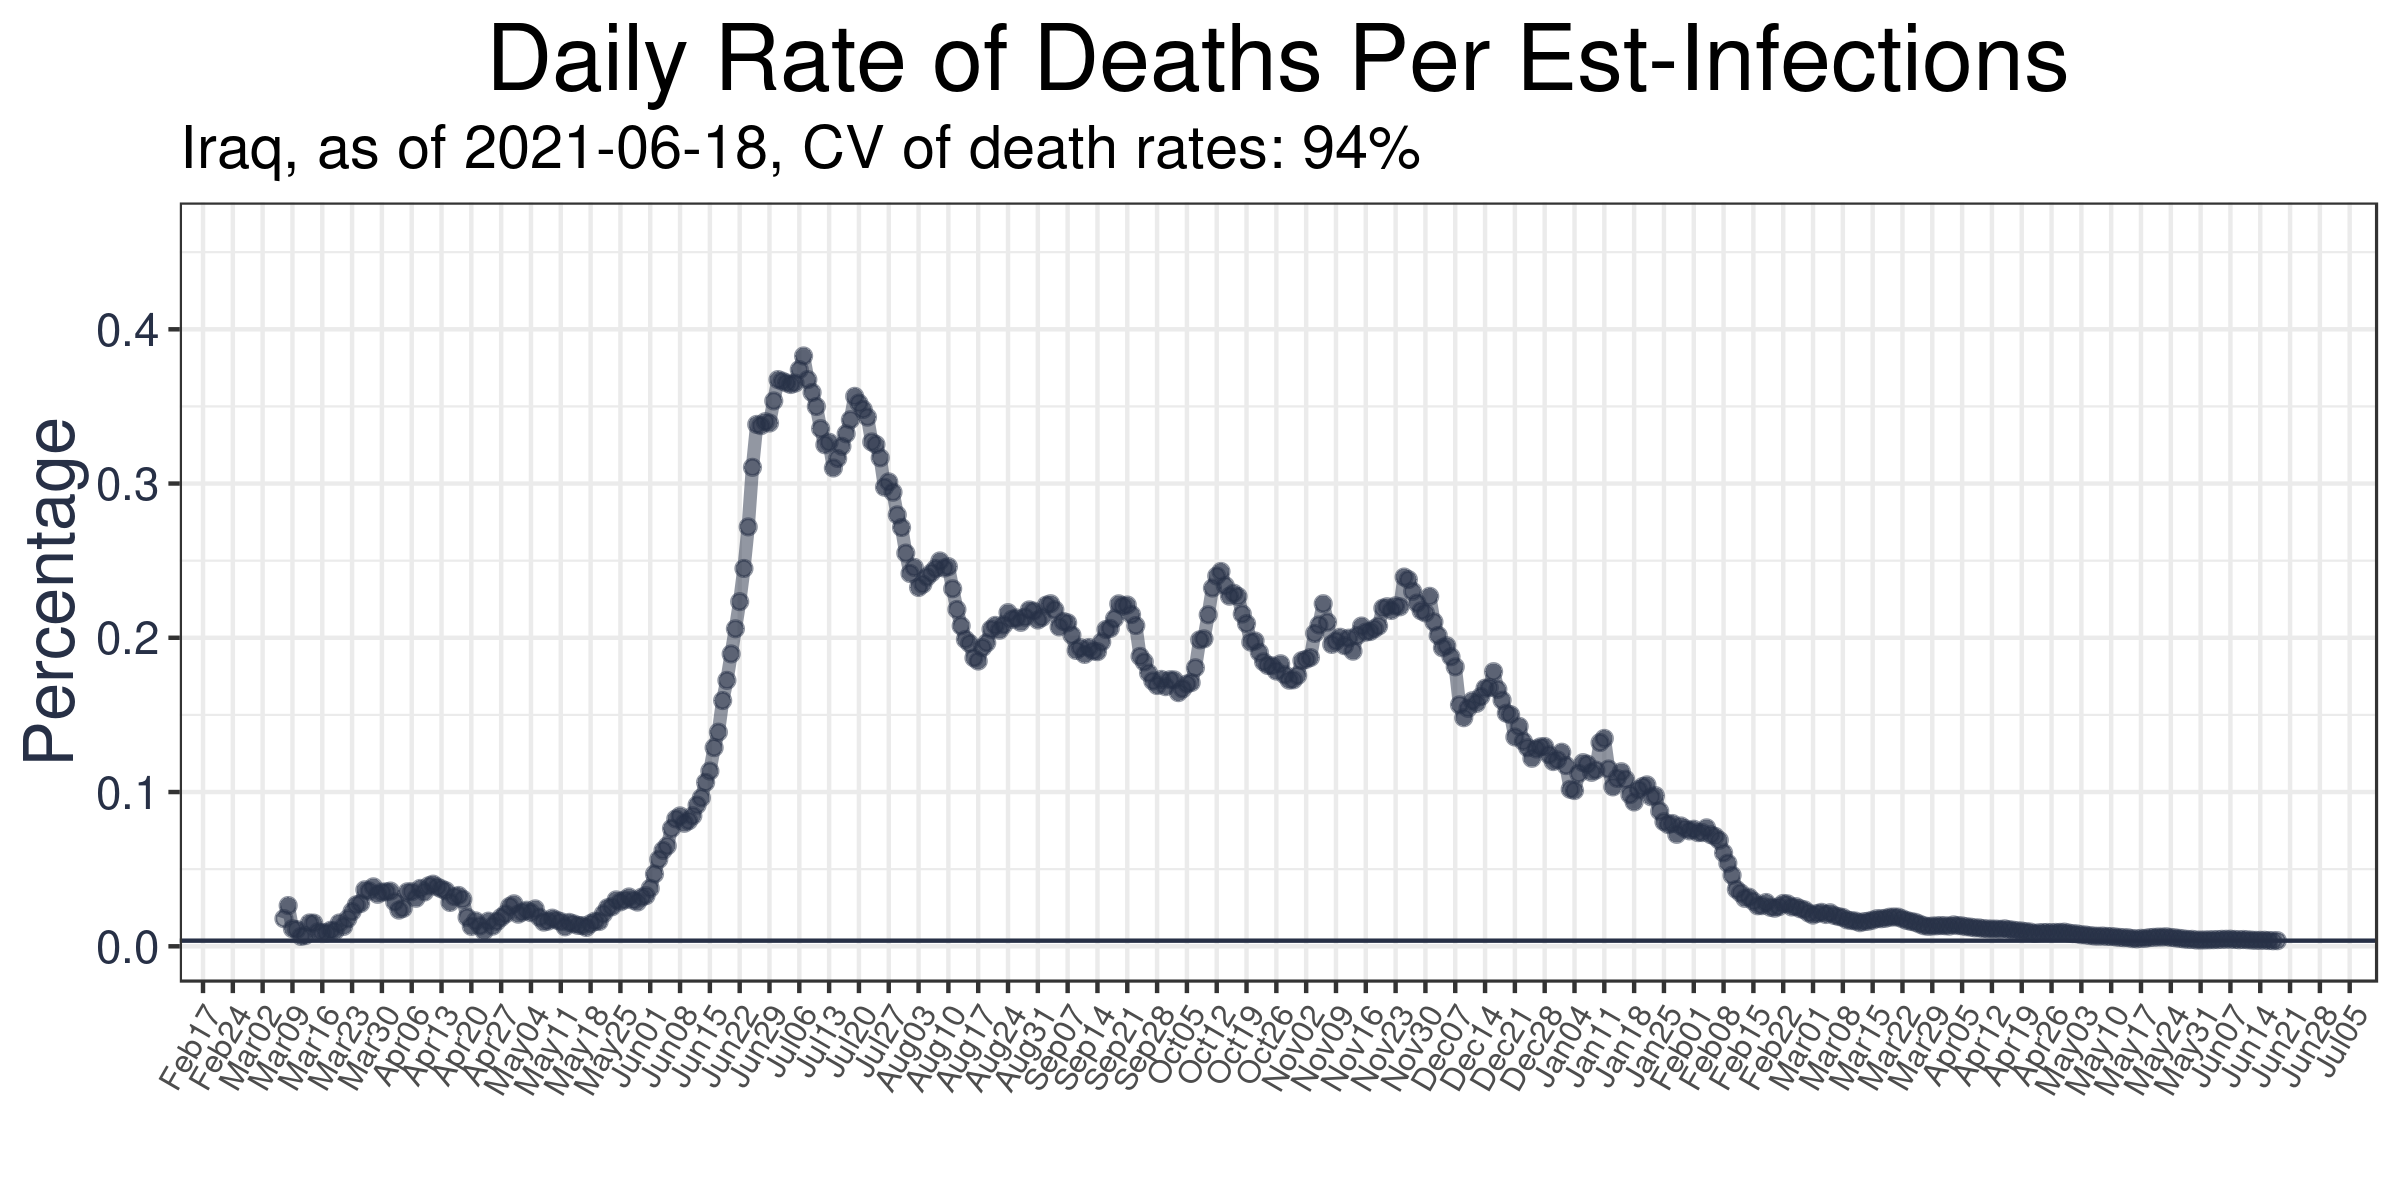 Daily Rate of Deaths Per Est-Infections
Iraq, as of 2021-06-18, CV of death rates: 94%
Percentage
0.4
0.3
0.2
0.1
0.0
Feb17
Feb24
Mar02
Mar09
Mar16
Mar23
Mar30
Apr06
Apr13
Apr20
Apr27
May04
May11
May18
May25
Jun01
Jun08
Jun15
Jun22
Jun29
Jul06
Jul13
Jul20
Jul27
Aug03
Aug10
Aug17
Aug24
Aug31
Sep07
Sep14
Sep21
Sep28
Oct05
Oct12
Oct19
Oct26
Nov02
Nov09
Nov16
Nov23
Nov30
Dec07
Dec14
Dec21
Dec28
Jan04
Jan11
Jan18
Jan25
Feb01
Feb08
Feb15
Feb22
Mar01
Mar08
Mar15
Mar22
Mar29
Apr05
Apr12
Apr19
Apr26
May03
May10
May17
May24
May31
Jun07
Jun14
Jun21
Jun28
Jul05